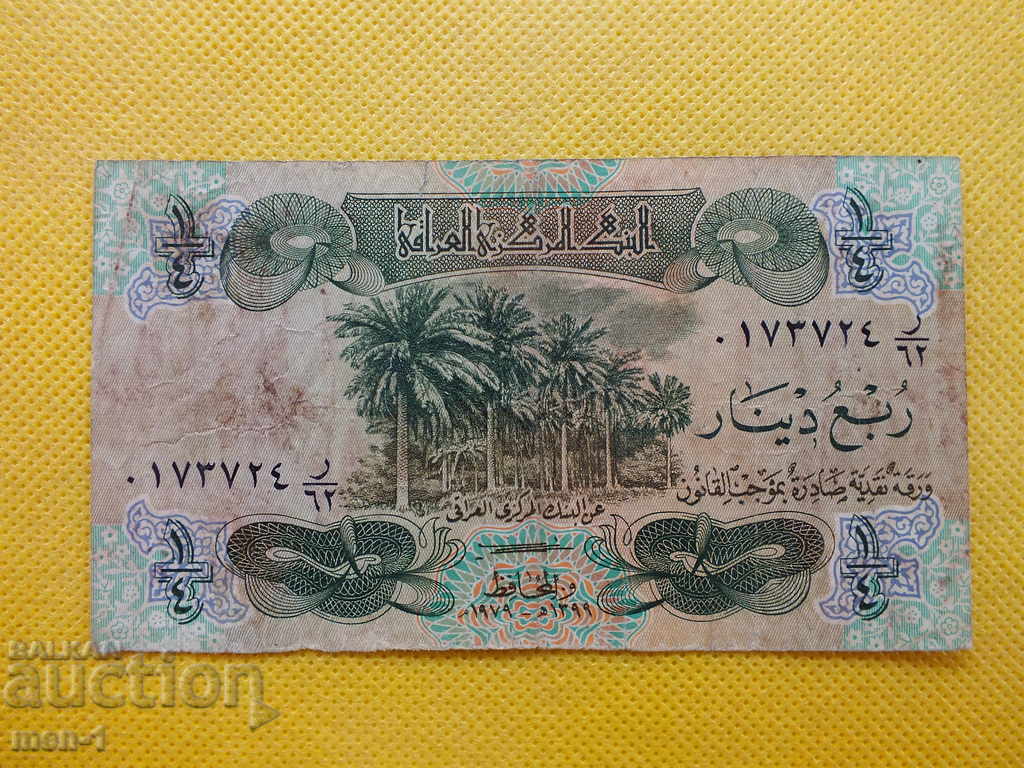 البنك المركزي العراقي
١/٤
١/٤
٠١٧٣٧٢٤ ر/٦٢
ربع دينار
٠١٧٣٧٢٤ ر/٦٢
ورقة نقدية صادرة بموجب القانون
عن البنك المركزي العراقي
١/٤
١/٤
المحافظ
١٣٩٩هـ - ١٩٧٩م
BALKAN
auction
men-1